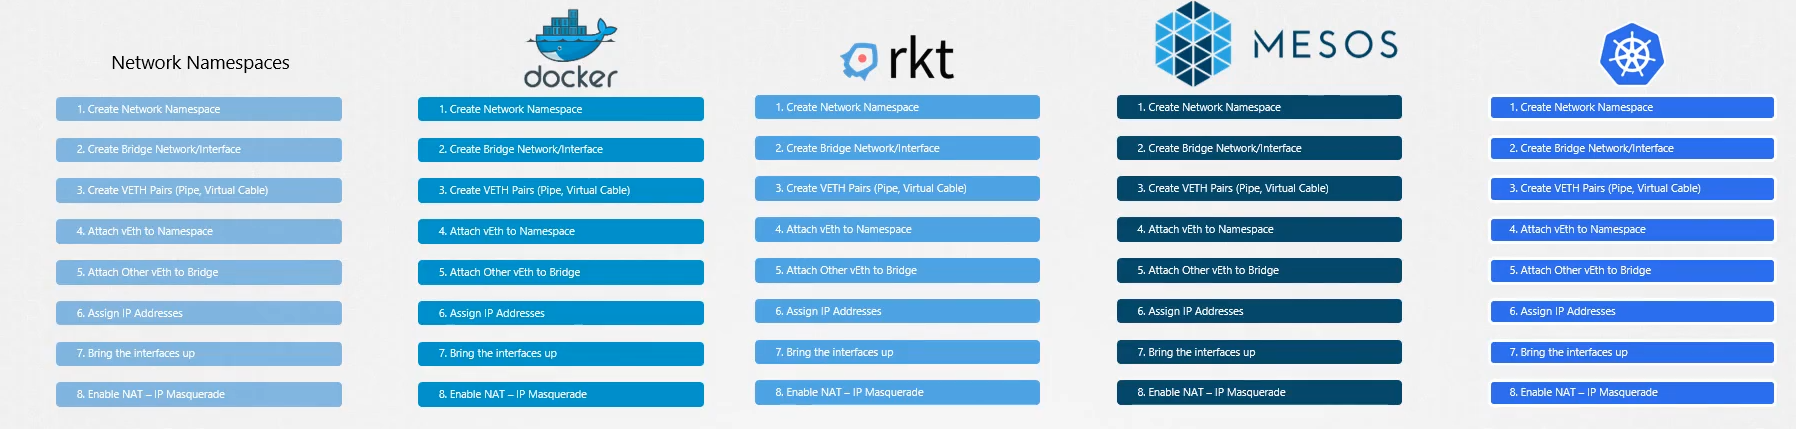 Network Namespaces
1. Create Network Namespace
2. Create Bridge Network/Interface
3. Create VETH Pairs (Pipe, Virtual Cable)
4. Attach vEth to Namespace
5. Attach Other vEth to Bridge
6. Assign IP Addresses
7. Bring the interfaces up
8. Enable NAT – IP Masquerade
docker
1. Create Network Namespace
2. Create Bridge Network/Interface
3. Create VETH Pairs (Pipe, Virtual Cable)
4. Attach vEth to Namespace
5. Attach Other vEth to Bridge
6. Assign IP Addresses
7. Bring the interfaces up
8. Enable NAT – IP Masquerade
rkt
1. Create Network Namespace
2. Create Bridge Network/Interface
3. Create VETH Pairs (Pipe, Virtual Cable)
4. Attach vEth to Namespace
5. Attach Other vEth to Bridge
6. Assign IP Addresses
7. Bring the interfaces up
8. Enable NAT – IP Masquerade
MESOS
1. Create Network Namespace
2. Create Bridge Network/Interface
3. Create VETH Pairs (Pipe, Virtual Cable)
4. Attach vEth to Namespace
5. Attach Other vEth to Bridge
6. Assign IP Addresses
7. Bring the interfaces up
8. Enable NAT – IP Masquerade
1. Create Network Namespace
2. Create Bridge Network/Interface
3. Create VETH Pairs (Pipe, Virtual Cable)
4. Attach vEth to Namespace
5. Attach Other vEth to Bridge
6. Assign IP Addresses
7. Bring the interfaces up
8. Enable NAT – IP Masquerade